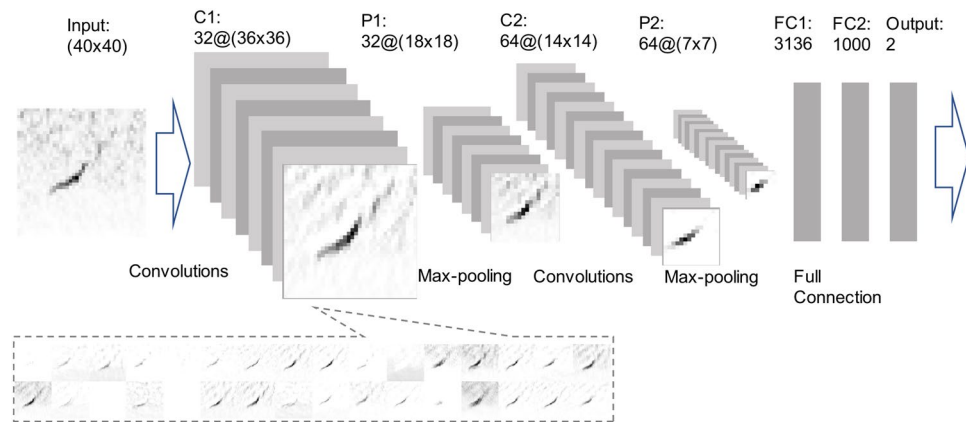 Input:
(40x40)
C1:
32@(36x36)
P1:
32@(18x18)
C2:
64@(14x14)
P2:
64@(7x7)
FC1:
3136
FC2:
1000
Output:
2
Convolutions
Max-pooling
Convolutions
Max-pooling
Full
Connection